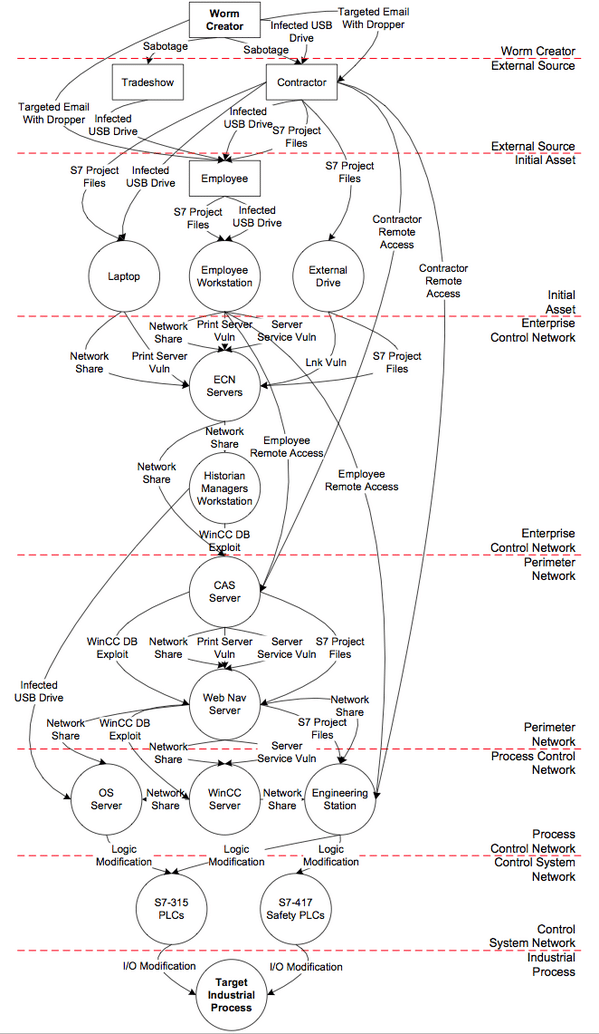 Worm
Creator
Targeted Email
With Dropper
Infected USB
Drive
Sabotage
Sabotage
Worm Creator
External Source
Tradeshow
Contractor
Targeted Email
With Dropper
Infected
USB Drive
Infected
USB Drive
S7 Project
Files
External Source
Initial Asset
S7 Project
Files
Infected
USB Drive
Employee
S7 Project
Files
S7 Project
Files
Infected
USB Drive
Contractor
Remote
Access
Contractor
Remote
Access
Laptop
Employee
Workstation
External
Drive
Initial
Asset
Enterprise
Control Network
Network
Share
Print Server
Vuln
Server
Service Vuln
Network
Share
Print Server
Vuln
Lnk Vuln
S7 Project
Files
ECN
Servers
Network
Share
Network
Share
Employee
Remote Access
Employee
Remote Access
Historian
Managers
Workstation
WinCC DB
Exploit
Enterprise
Control Network
Perimeter
Network
CAS
Server
WinCC DB
Exploit
Network
Share
Print Server
Vuln
Server
Service Vuln
S7 Project
Files
Infected
USB Drive
Web Nav
Server
Network
Share
WinCC DB
Exploit
S7 Project
Files
Network
Share
Network
Share
Server
Service Vuln
Perimeter
Network
Process Control
Network
OS
Server
Network
Share
WinCC
Server
Network
Share
Engineering
Station
Process
Control Network
Control System
Network
Logic
Modification
Logic
Modification
Logic
Modification
S7-315
PLCs
S7-417
Safety PLCs
Control
System Network
Industrial
Process
I/O Modification
I/O Modification
Target
Industrial
Process